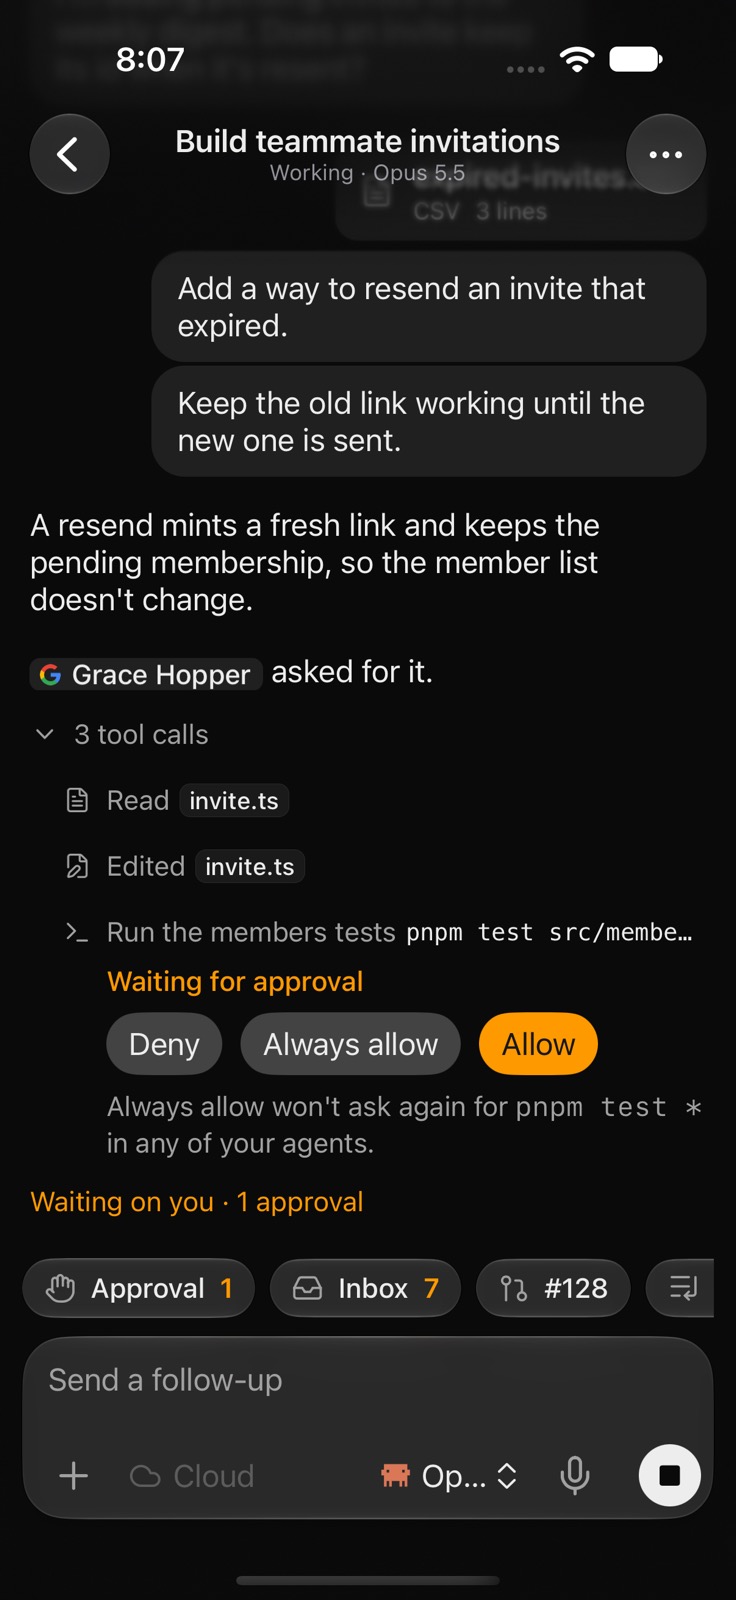 8:07
Build teammate invitations
Working · Opus 5.5
expired-invites...
CSV 3 lines
Add a way to resend an invite that
expired.
Keep the old link working until the
new one is sent.
A resend mints a fresh link and keeps the
pending membership, so the member list
doesn't change.
Grace Hopper asked for it.
3 tool calls
Read invite.ts
Edited invite.ts
Run the members tests pnpm test src/membe…
Waiting for approval
Deny
Always allow
Allow
Always allow won't ask again for pnpm test *
in any of your agents.
Waiting on you · 1 approval
Approval 1
Inbox 7
#128
Send a follow-up
Cloud
Op...